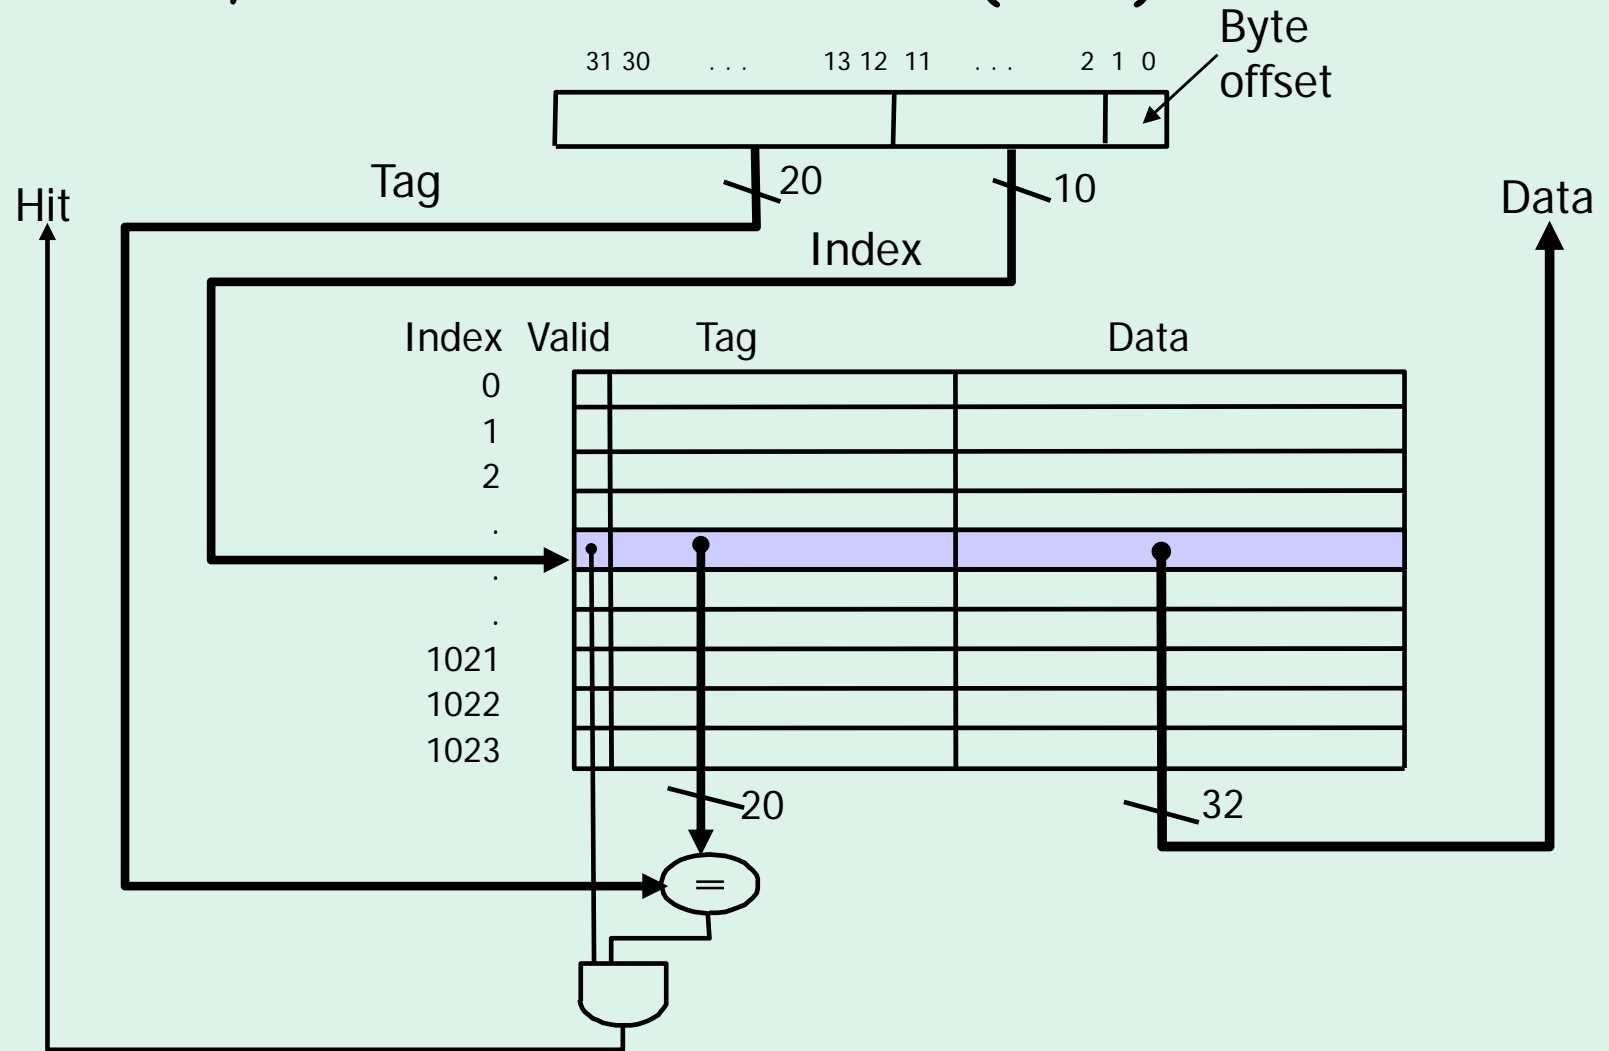 Byte
offset
31 30 . . . 13 12 11 . . . 2 1 0
Tag
20
10
Hit
Data
Index
Index Valid Tag Data
0
1
2
.
.
.
1021
1022
1023
20
32
=